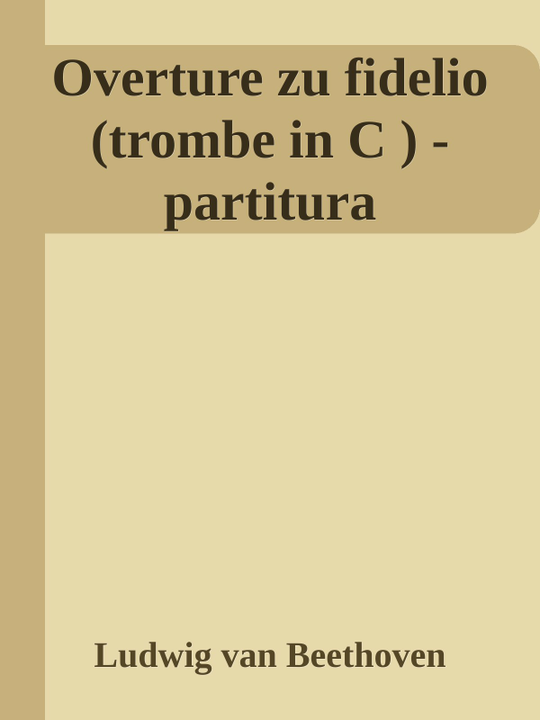 Overture zu fidelio
(trombe in C ) -
partitura
Ludwig van Beethoven